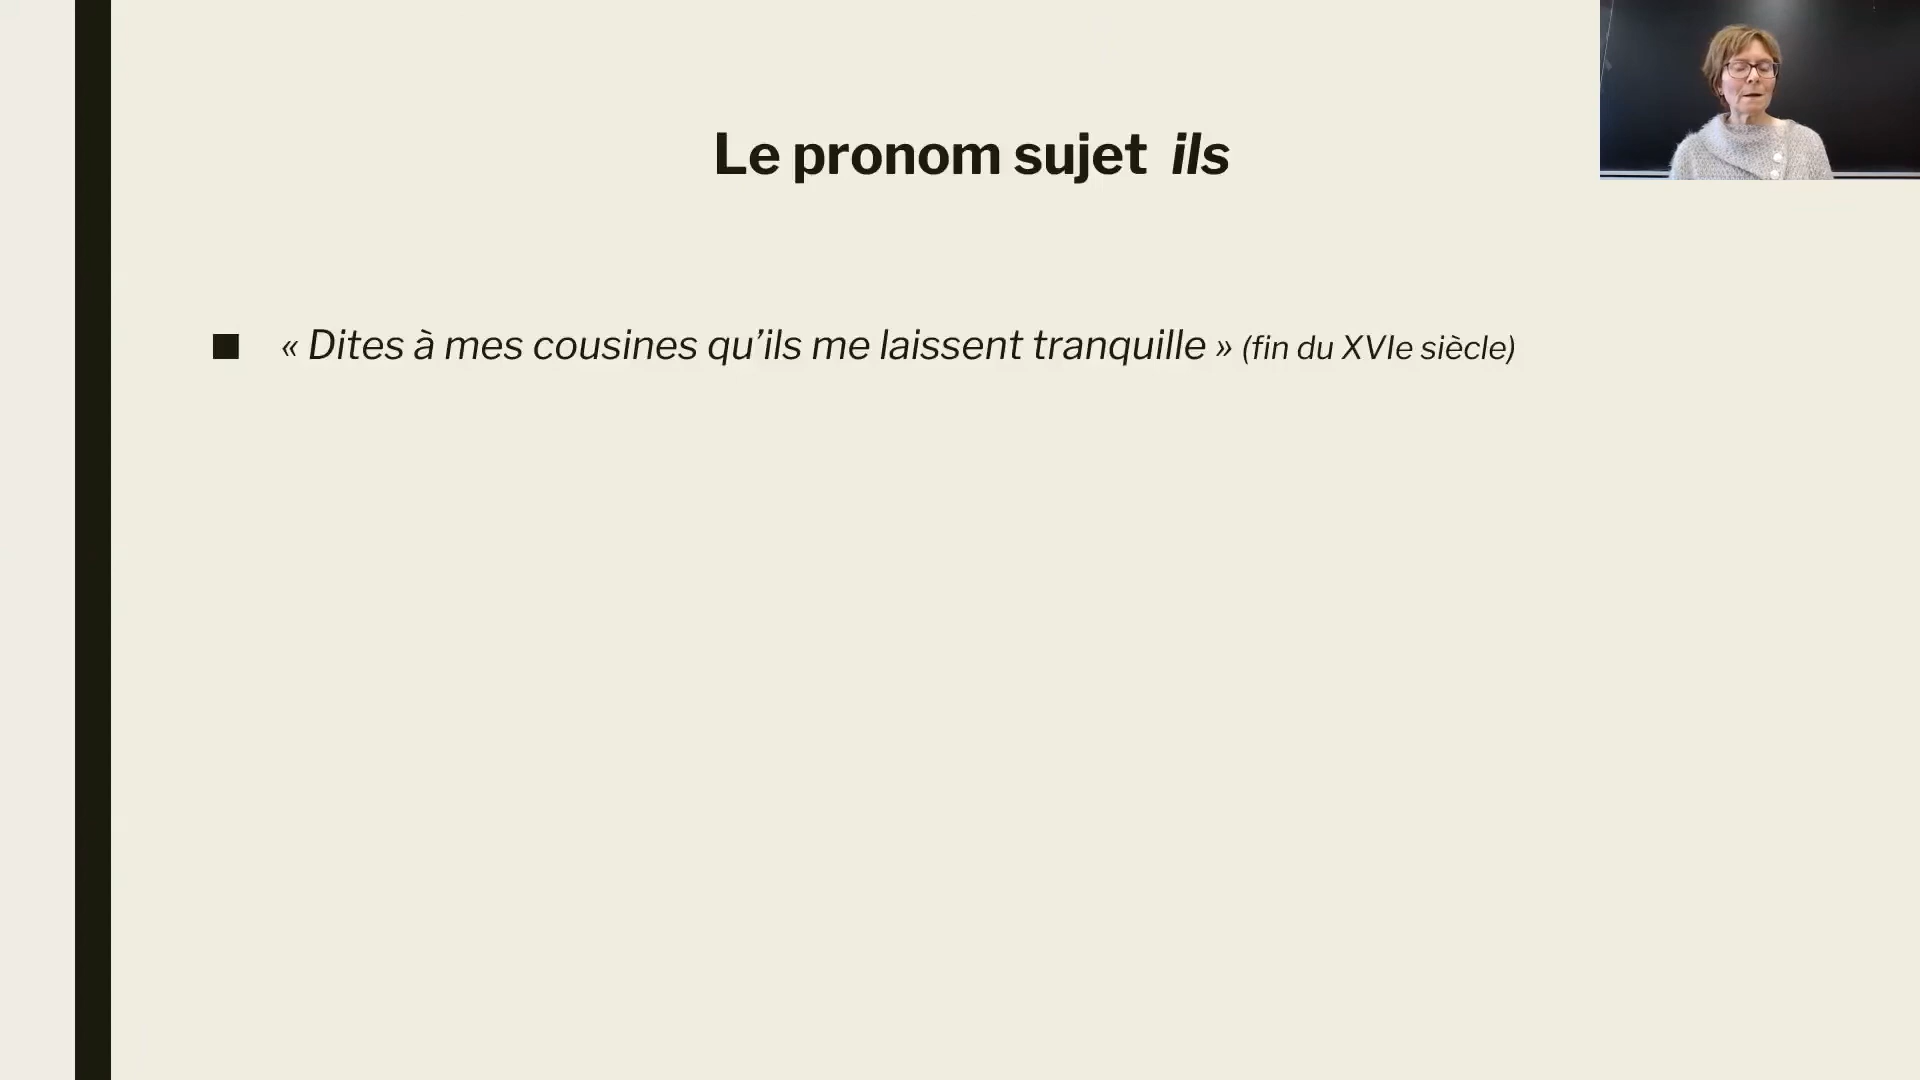 Le pronom sujet ils
« Dites à mes cousines qu’ils me laissent tranquille » (fin du XVIe siècle)